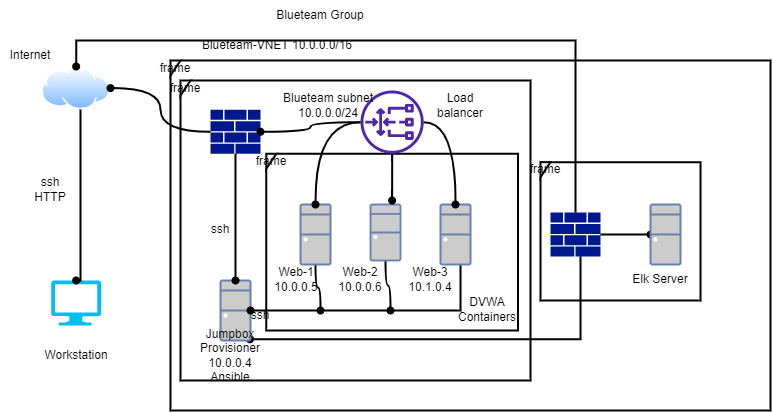 Blueteam Group
Internet
Blueteam-VNET 10.0.0.0/16
frame
frame
Blueteam subnet
10.0.0.0/24
Load
balancer
frame
frame
ssh
HTTP
ssh
Web-1
10.0.0.5
Web-2
10.0.0.6
Web-3
10.1.0.4
Elk Server
DVWA
Containers
ssh
Jumpbox
Provisioner
10.0.0.4
Ansible
Workstation